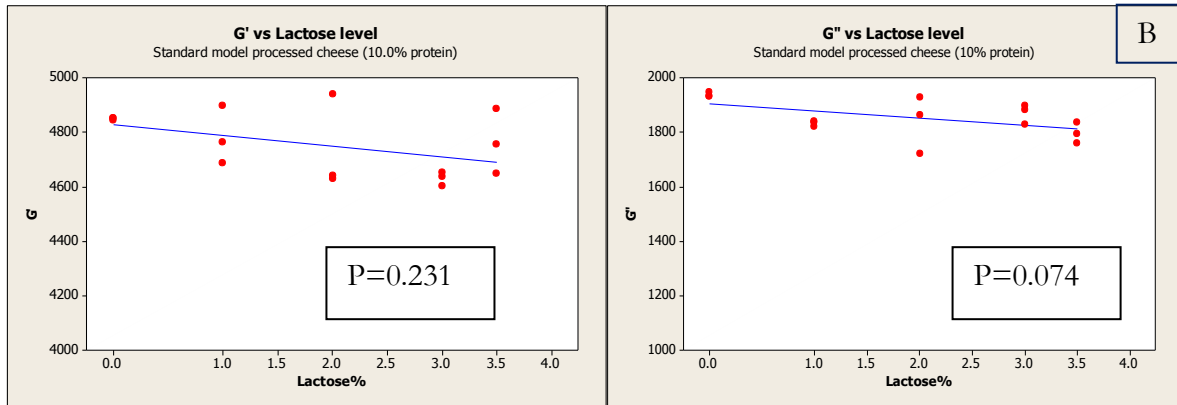 G' vs Lactose level
Standard model processed cheese (10.0% protein)
5000
4800
4600
4400
4200
4000
G'
0.0 1.0 1.5 2.0 2.5 3.0 3.5 4.0
Lactose%
P=0.231
G" vs Lactose level
Standard model processed cheese (10% protein)
B
2000
1800
1600
1400
1200
1000
G"
0.0 1.0 1.5 2.0 2.5 3.0 3.5 4.0
Lactose%
P=0.074